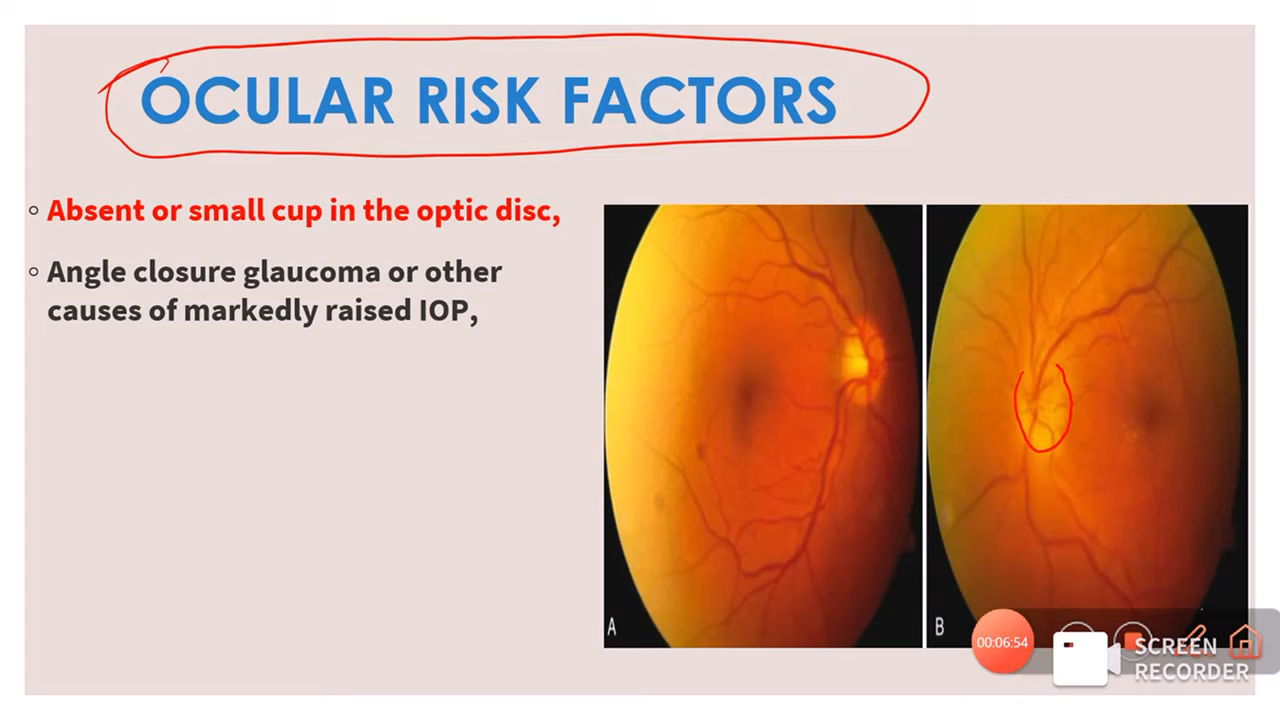 OCULAR RISK FACTORS
◦ Absent or small cup in the optic disc,
◦ Angle closure glaucoma or other
causes of markedly raised IOP,
A
B
00:06:54
SCREEN
RECORDER